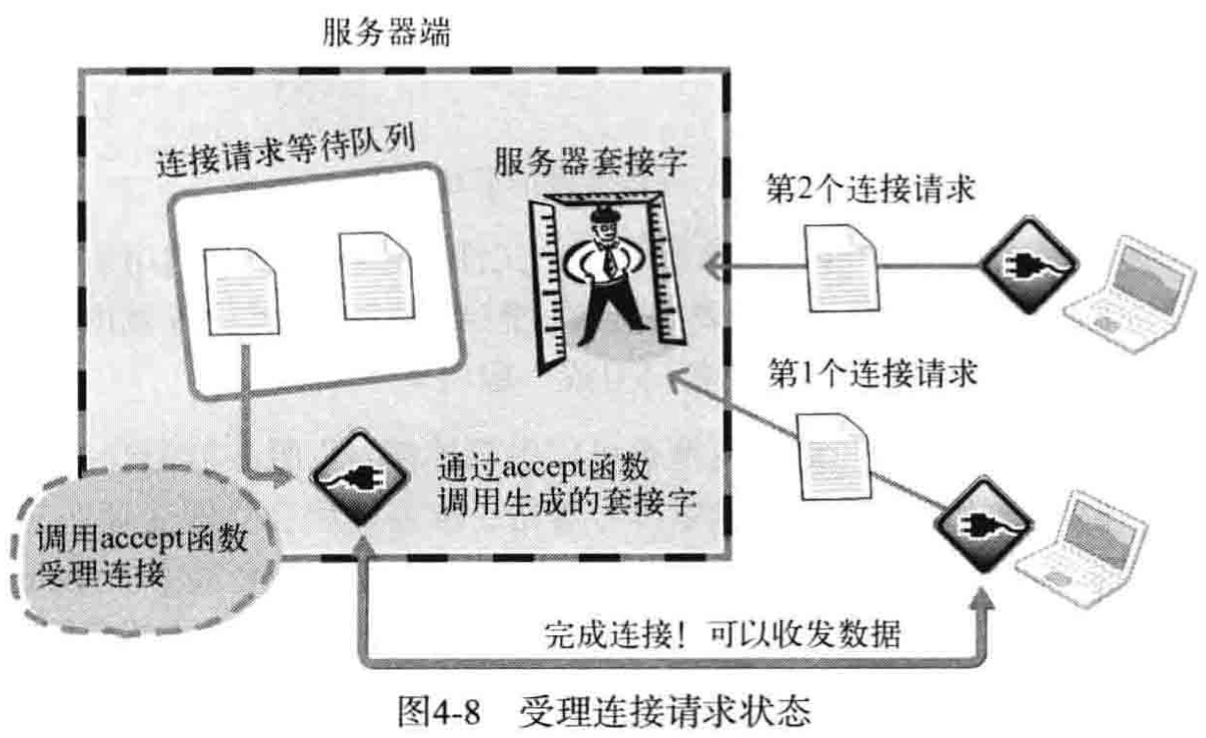 服务器端
连接请求等待队列
服务器套接字
第2个连接请求
第1个连接请求
通过accept函数
调用生成的套接字
调用accept函数
受理连接
完成连接！可以收发数据
图4-8 受理连接请求状态